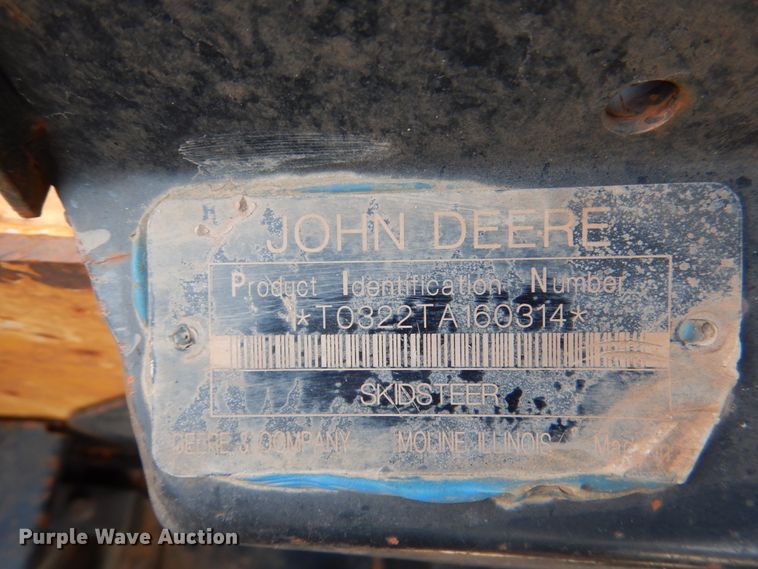 JOHN DEERE
Product Identification Number
*T0322TA160314*
SKIDSTEER
DEERE & COMPANY MOLINE, ILLINOIS
Purple Wave Auction®